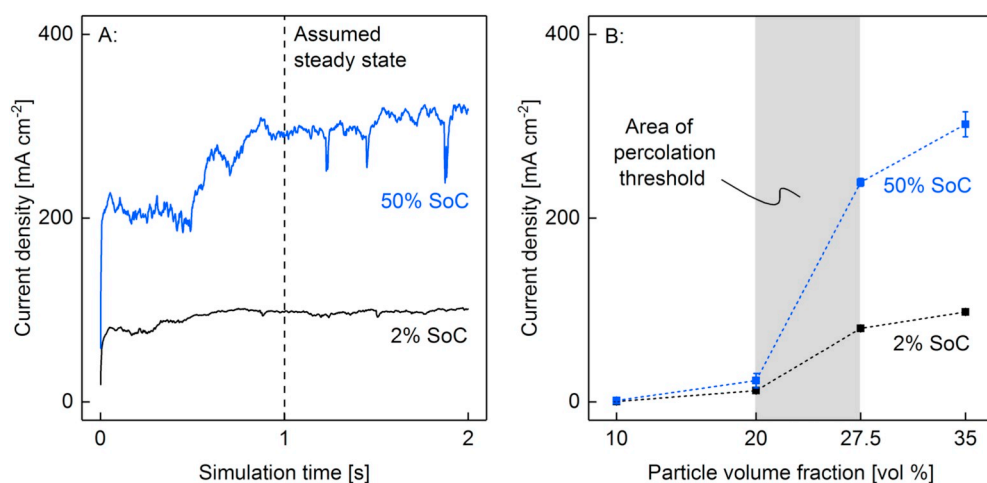 A:
Assumed
steady state
400
200
0
Current density [mA cm-2]
50% SoC
2% SoC
0
1
2
Simulation time [s]
B:
400
200
0
Current density [mA cm-2]
Area of
percolation
threshold
50% SoC
2% SoC
10
20
27.5
35
Particle volume fraction [vol %]